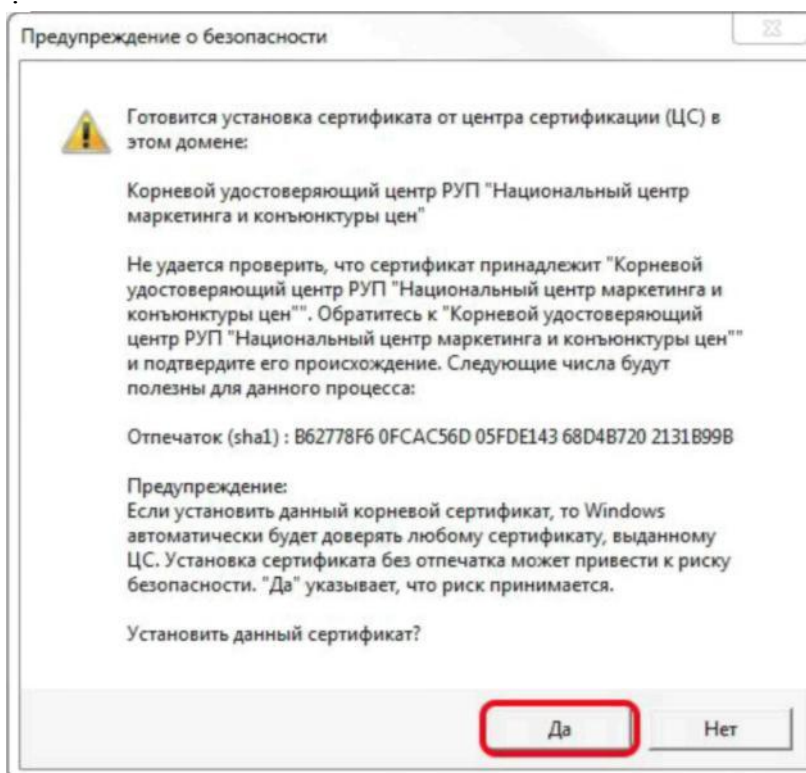 Предупреждение о безопасности
Готовится установка сертификата от центра сертификации (ЦС) в
этом домене:
Корневой удостоверяющий центр РУП "Национальный центр
маркетинга и конъюнктуры цен"
Не удается проверить, что сертификат принадлежит "Корневой
удостоверяющий центр РУП "Национальный центр маркетинга и
конъюнктуры цен"". Обратитесь к "Корневой удостоверяющий
центр РУП "Национальный центр маркетинга и конъюнктуры цен""
и подтвердите его происхождение. Следующие числа будут
полезны для данного процесса:
Отпечаток (sha1) : B62778F6 0FCAC56D 05FDE143 68D4B720 2131B99B
Предупреждение:
Если установить данный корневой сертификат, то Windows
автоматически будет доверять любому сертификату, выданному
ЦС. Установка сертификата без отпечатка может привести к риску
безопасности. "Да" указывает, что риск принимается.
Установить данный сертификат?
Да
Нет